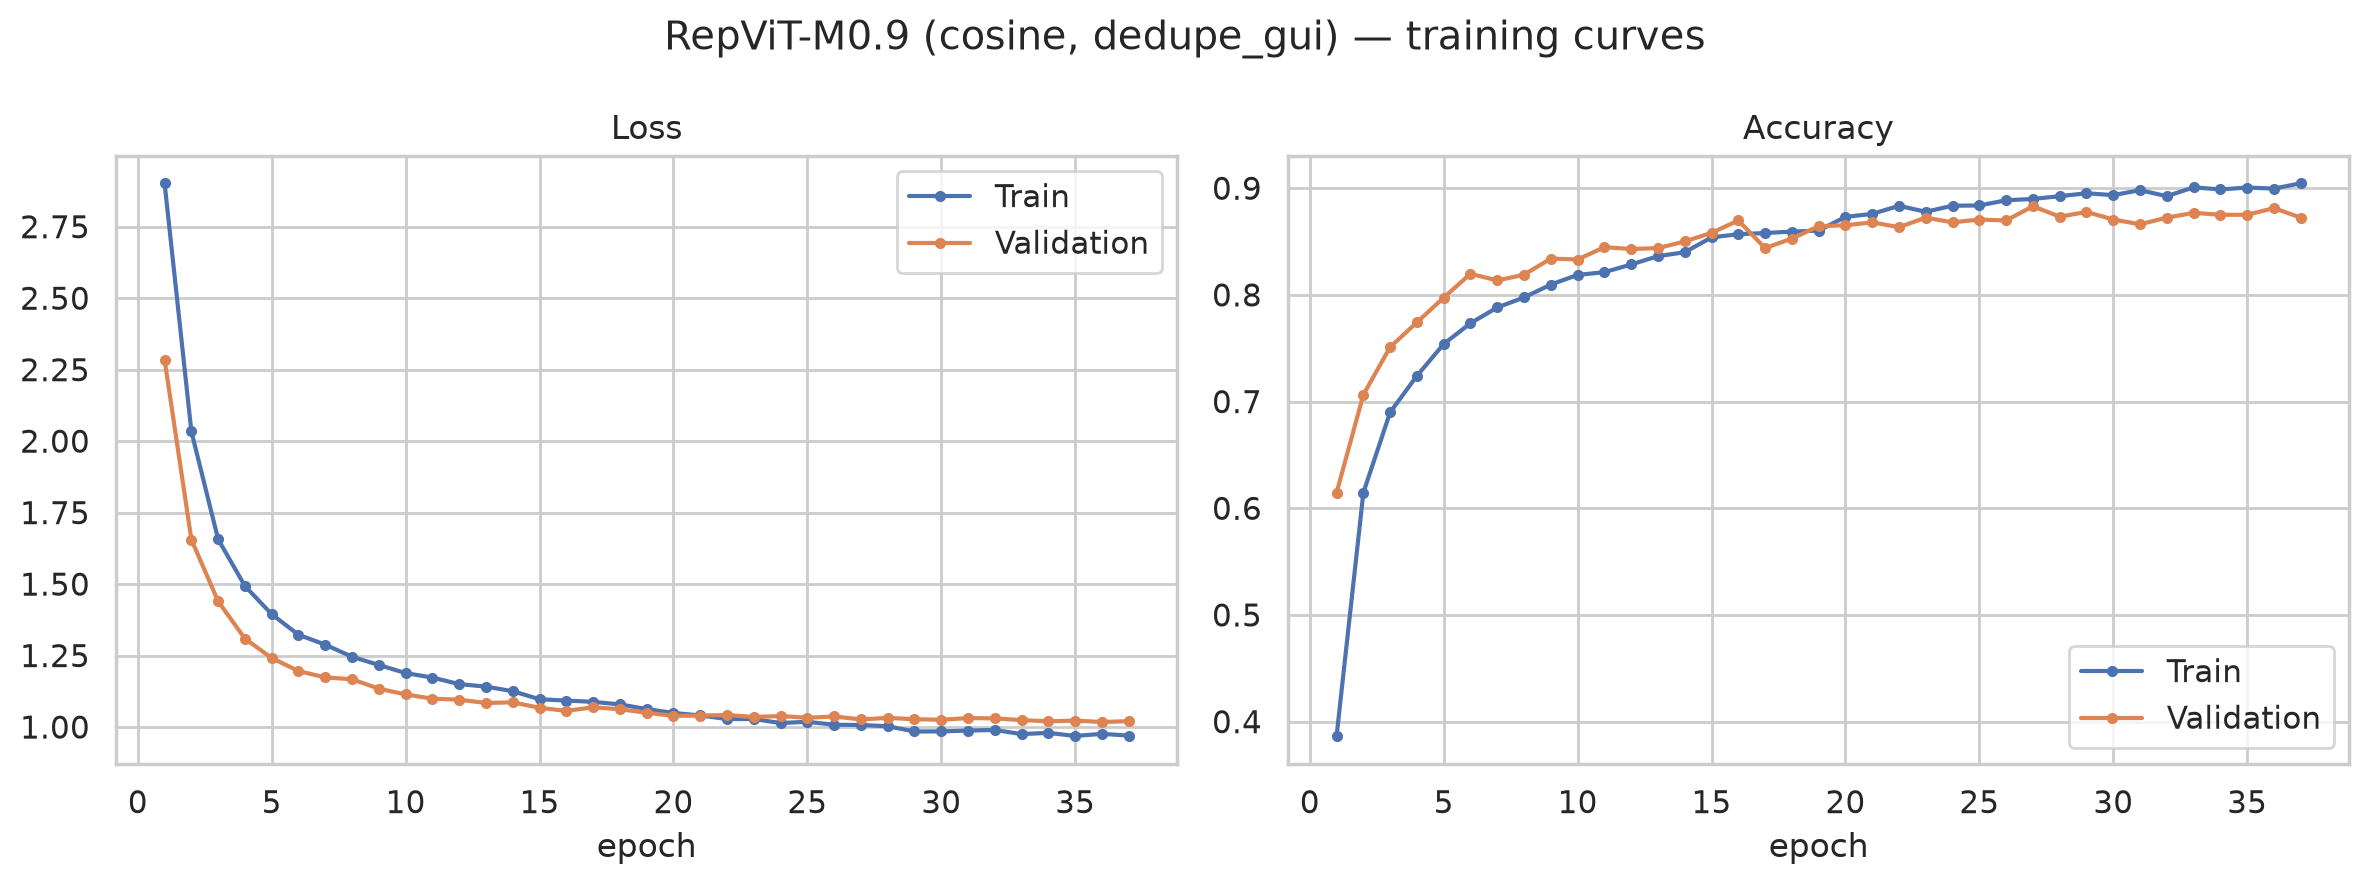 RepViT-M0.9 (cosine, dedupe_gui) — training curves
Loss
Train
Validation
2.75
2.50
2.25
2.00
1.75
1.50
1.25
1.00
0 5 10 15 20 25 30 35
epoch
Accuracy
0.9
0.8
0.7
0.6
0.5
0.4
Train
Validation
0 5 10 15 20 25 30 35
epoch